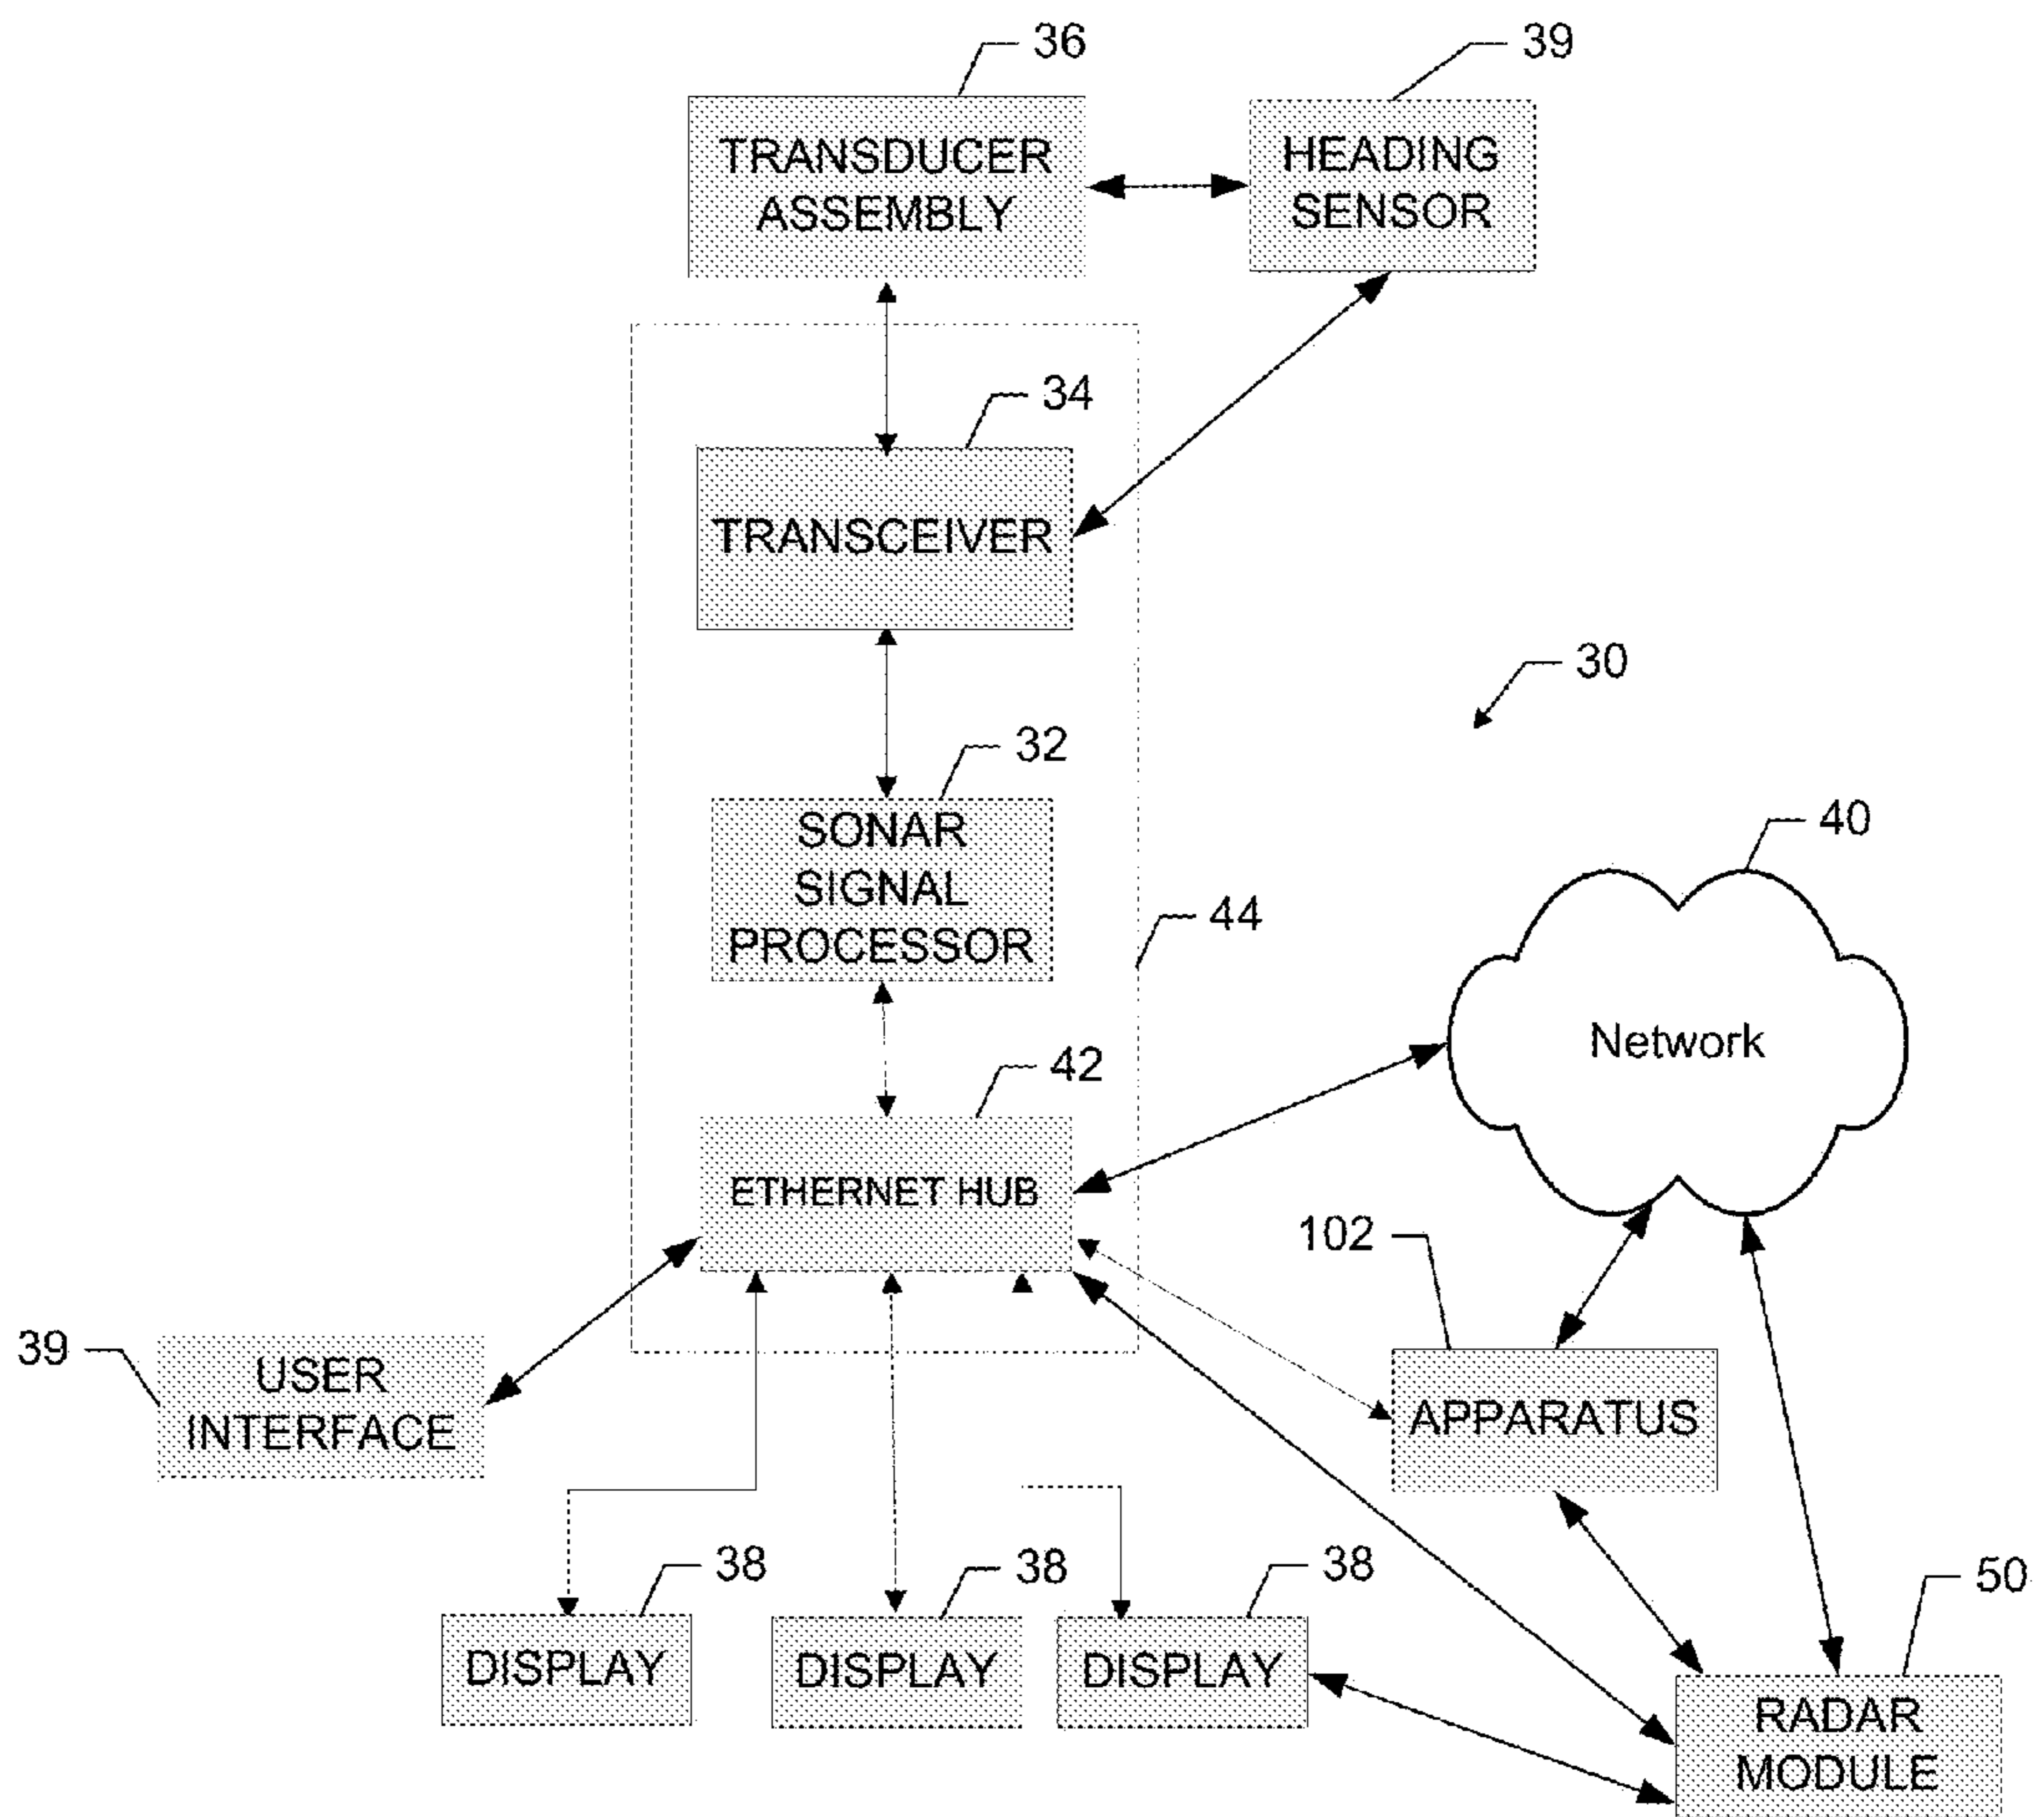 36
39
TRANSDUCER
ASSEMBLY
HEADING
SENSOR
34
TRANSCEIVER
30
32
SONAR
SIGNAL
PROCESSOR
40
44
Network
42
ETHERNET HUB
102
39
USER
INTERFACE
APPARATUS
38
38
38
50
DISPLAY
DISPLAY
DISPLAY
RADAR
MODULE